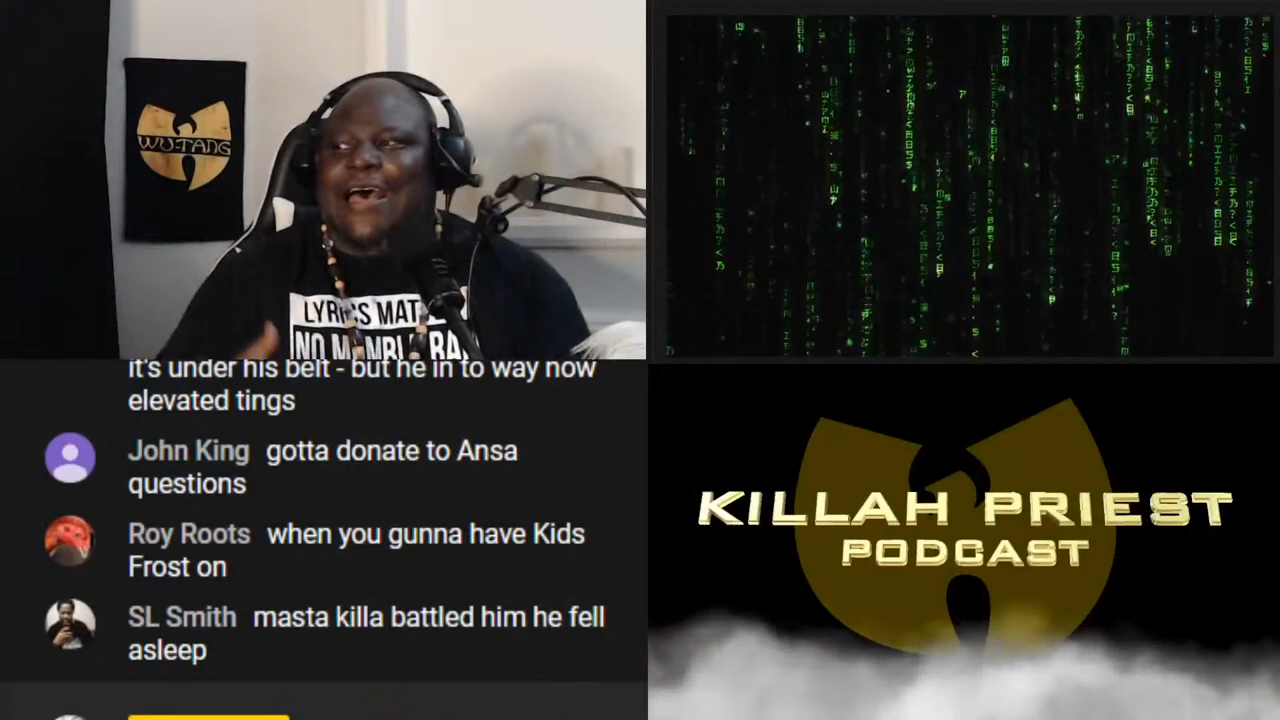 WU-TANG
LYRICS MAT
NO MUMBLE RA
it's under his belt - but he in to way now
elevated tings
John King gotta donate to Ansa
questions
Roy Roots when you gunna have Kids
Frost on
SL Smith masta killa battled him he fell
asleep
KILLAH PRIEST
PODCAST